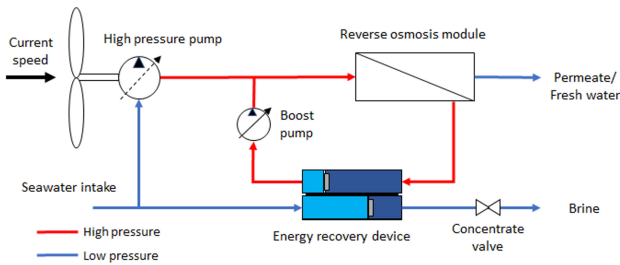 Current
speed
High pressure pump
Reverse osmosis module
Permeate/
Fresh water
Boost
pump
Seawater intake
Energy recovery device
Concentrate
valve
Brine
High pressure
Low pressure